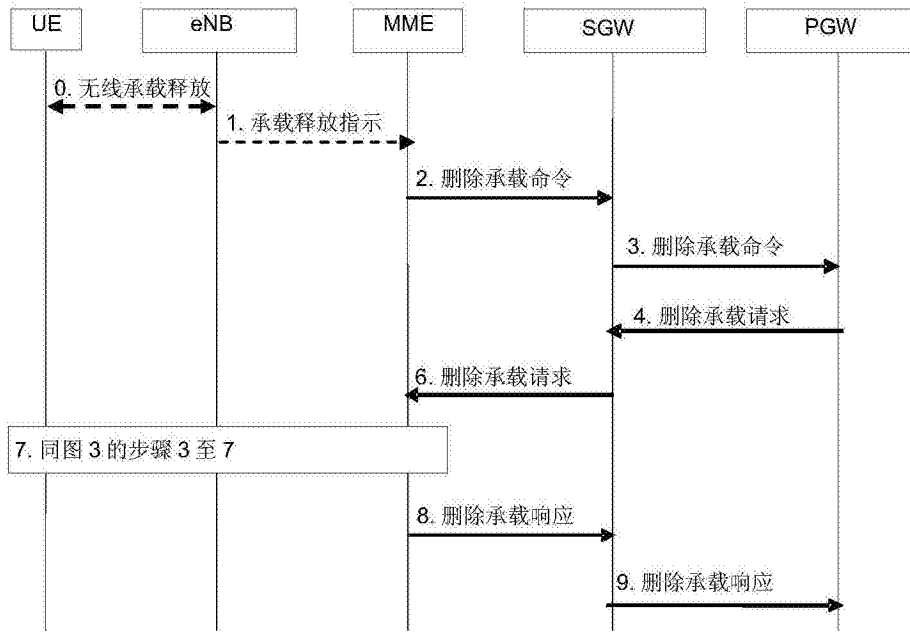 UE eNB MME SGW PGW
0. 无线承载释放
1. 承载释放指示
2. 删除承载命令
3. 删除承载命令
4. 删除承载请求
6. 删除承载请求
7. 同图 3 的步骤 3 至 7
8. 删除承载响应
9. 删除承载响应